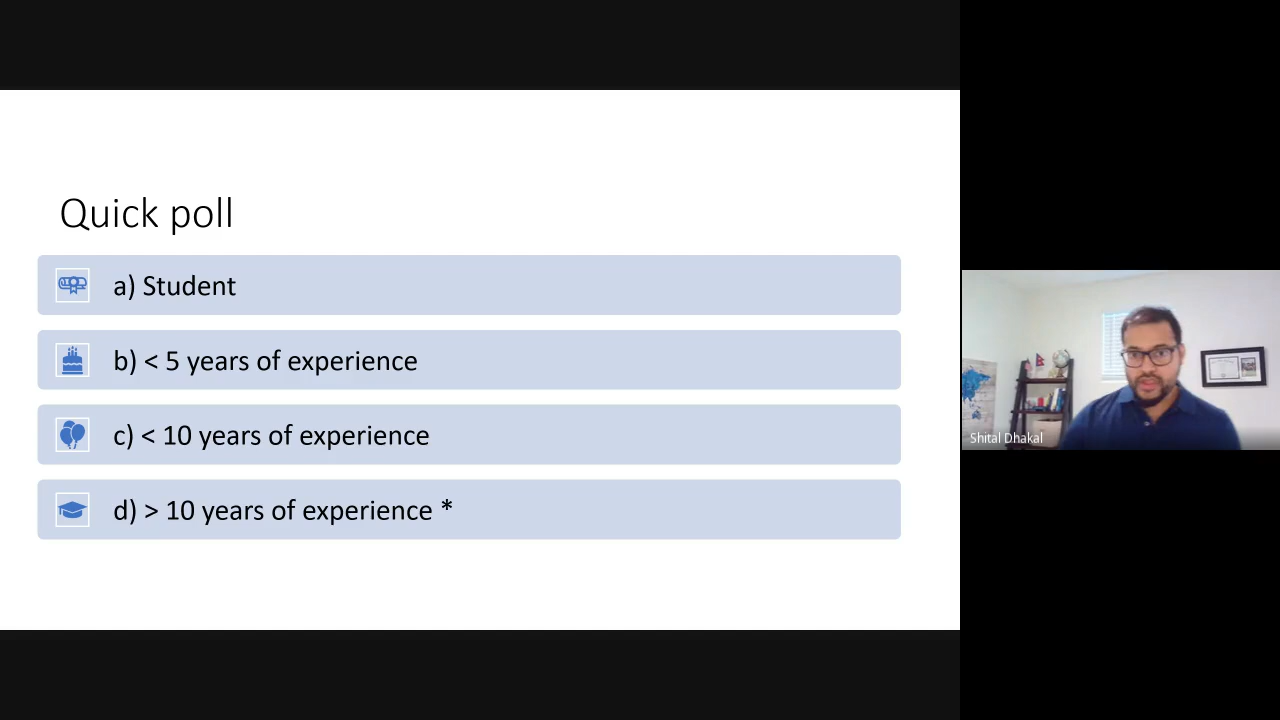 Quick poll
a) Student
b) < 5 years of experience
c) < 10 years of experience
d) > 10 years of experience *
Shital Dhakal